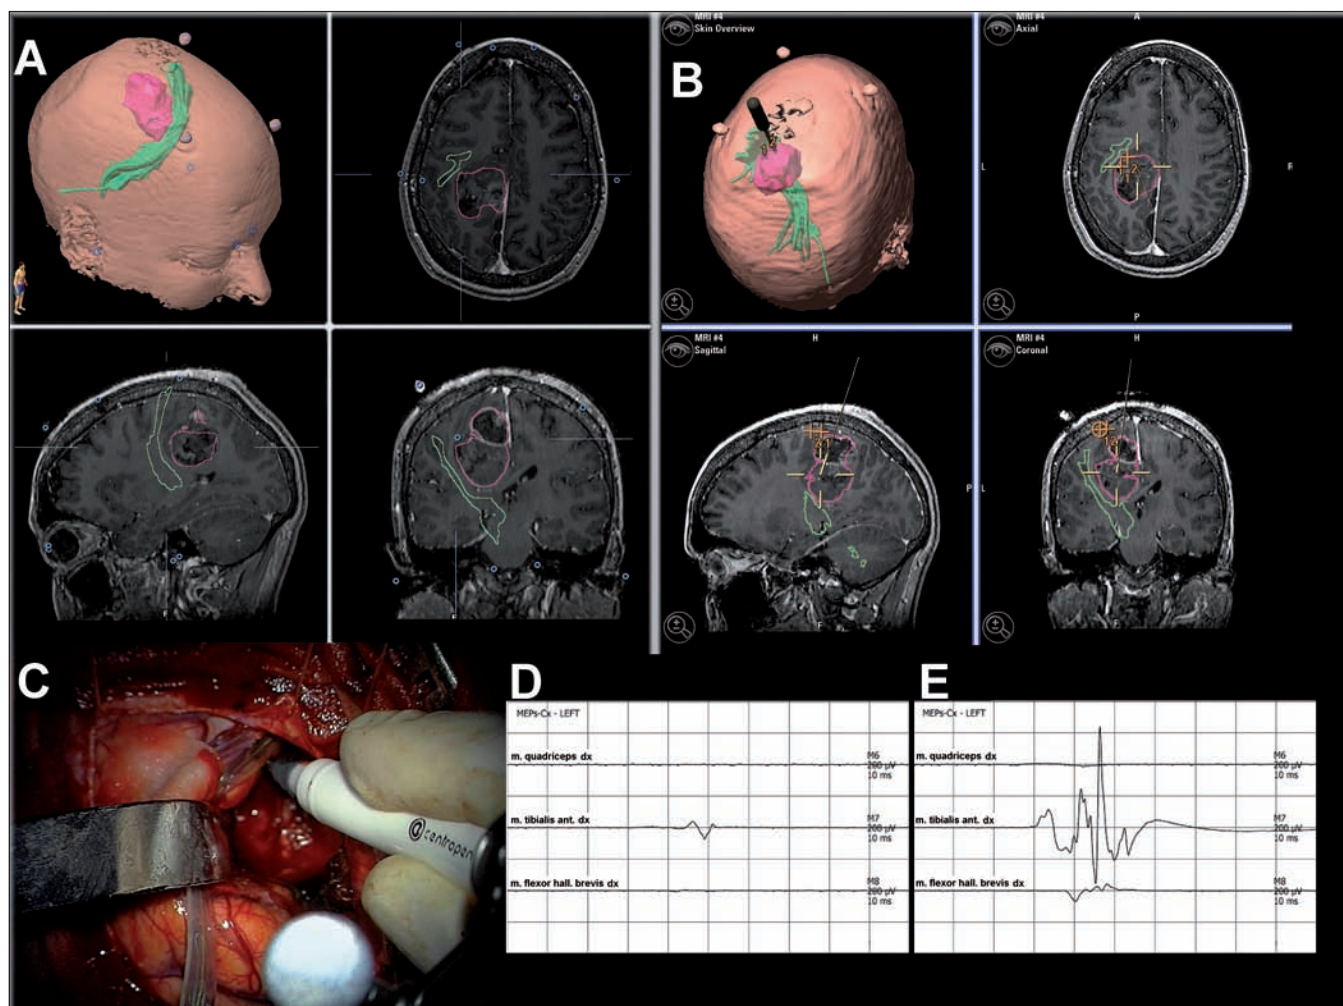 A
B
MRI #4
Skin Overview
MRI #4
Axial
A
L
R
P
1
2
MRI #4
Sagittal
H
P
F
MRI #4
Coronal
H
L
F
C
@centropen
D
MEPs-Cx - LEFT
m. quadriceps dx
M6
200 µV
10 ms
m. tibialis ant. dx
M7
200 µV
10 ms
m. flexor hall. brevis dx
M8
200 µV
10 ms
E
MEPs-Cx - LEFT
m. quadriceps dx
M6
200 µV
10 ms
m. tibialis ant. dx
M7
200 µV
10 ms
m. flexor hall. brevis dx
M8
200 µV
10 ms